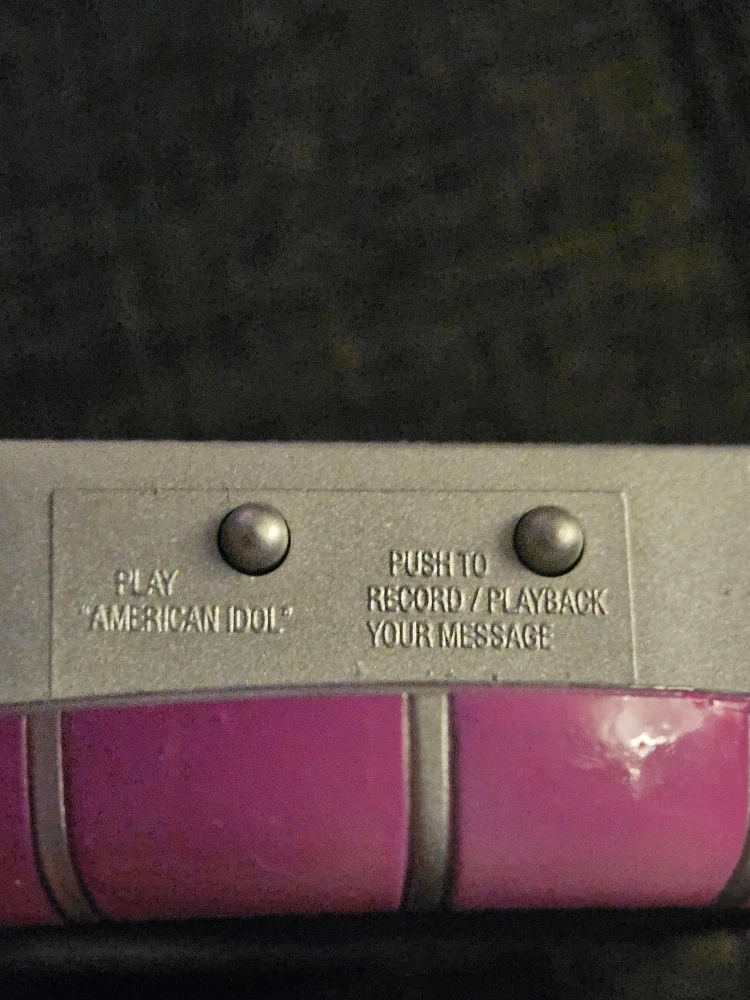 PLAY
"AMERICAN IDOL"
PUSH TO
RECORD / PLAYBACK
YOUR MESSAGE